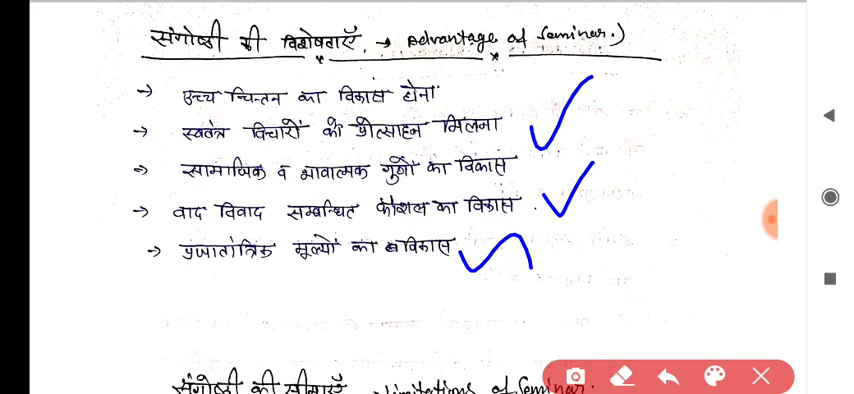 संगोष्ठी की विशेषताएँ → Advantage of Seminar.)
→ उच्च चिन्तन का विकास होना
→ स्वतंत्र विचारों को प्रोत्साहन मिलना
→ सामाजिक व भावात्मक गुणों का विकास
→ वाद विवाद सम्बन्धित कौशल का विकास.
→ प्रजातांत्रिक मूल्यों का विकास
संगोष्ठी की सीमाएँ Limitations of Seminar.